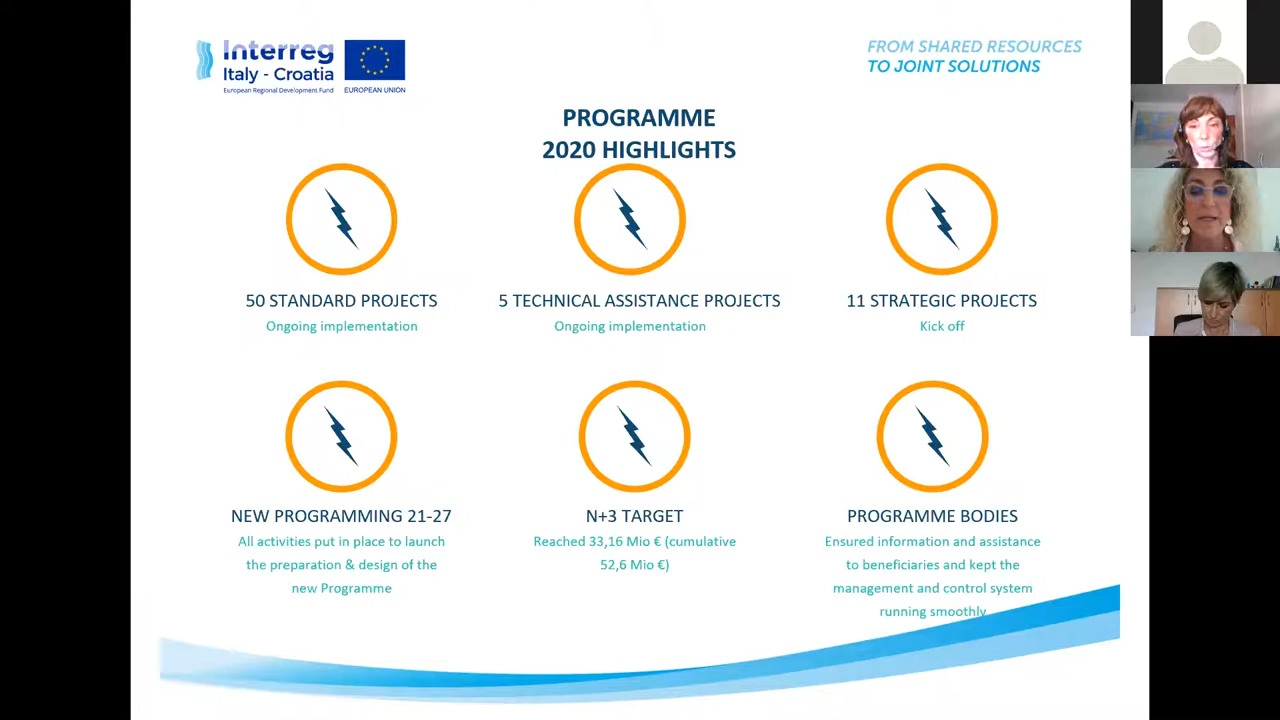 Interreg
Italy - Croatia
European Regional Development Fund
EUROPEAN UNION
FROM SHARED RESOURCES
TO JOINT SOLUTIONS
PROGRAMME
2020 HIGHLIGHTS
50 STANDARD PROJECTS
Ongoing implementation
5 TECHNICAL ASSISTANCE PROJECTS
Ongoing implementation
11 STRATEGIC PROJECTS
Kick off
NEW PROGRAMMING 21-27
All activities put in place to launch
the preparation & design of the
new Programme
N+3 TARGET
Reached 33,16 Mio € (cumulative
52,6 Mio €)
PROGRAMME BODIES
Ensured information and assistance
to beneficiaries and kept the
management and control system
running smoothly